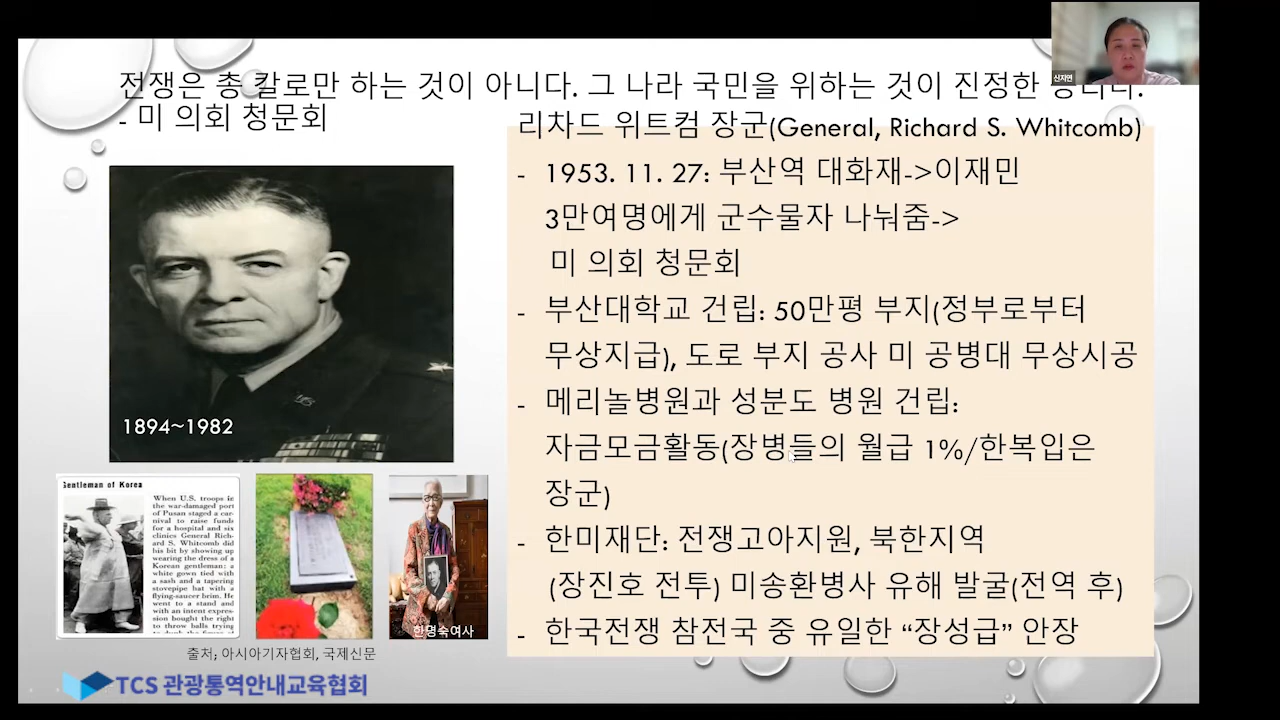 신지연
전쟁은 총 칼로만 하는 것이 아니다. 그 나라 국민을 위하는 것이 진정한
- 미 의회 청문회
리차드 위트컴 장군(General, Richard S. Whitcomb)
- 1953. 11. 27: 부산역 대화재->이재민
3만여명에게 군수물자 나눠줌->
미 의회 청문회
- 부산대학교 건립: 50만평 부지(정부로부터
무상지급), 도로 부지 공사 미 공병대 무상시공
- 메리놀병원과 성분도 병원 건립:
자금모금활동(장병들의 월급 1%/한복입은
장군)
- 한미재단: 전쟁고아지원, 북한지역
(장진호 전투) 미송환병사 유해 발굴(전역 후)
- 한국전쟁 참전국 중 유일한 “장성급” 안장
1894~1982
Gentleman of Korea
When U.S. troops in
the war-damaged port
of Pusan staged a car-
nival to raise funds
for a hospital and six
clinics General Rich-
ard S. Whitcomb did
his bit by showing up
wearing the dress of a
Korean gentleman: a
white gown tied with
a sash and a tapering
stovepipe hat with a
flying-saucer brim. He
went to a stand and
with an intent expres-
sion bought the right
to throw balls trying
한명숙여사
출처; 아시아기자협회, 국제신문
TCS 관광통역안내교육협회